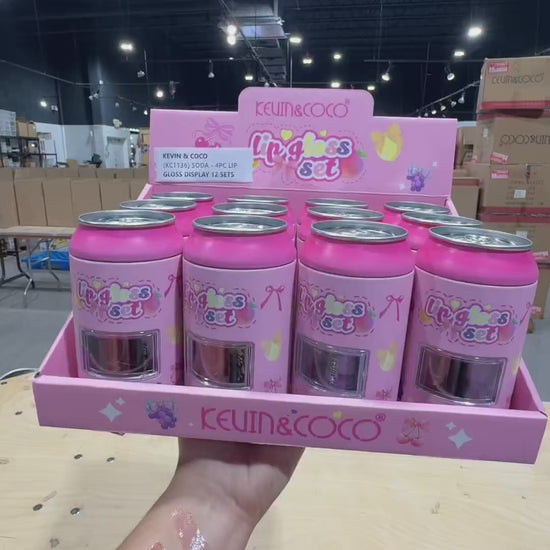 KEVIN&COCO®
lip gloss
set
KEVIN & COCO
(KC1136) SODA - 4PC LIP
GLOSS DISPLAY 12 SETS
lip gloss
set
lip gloss
set
lip gloss
set
lip gloss
set
KEVIN&COCO®
KEVIN&COCO